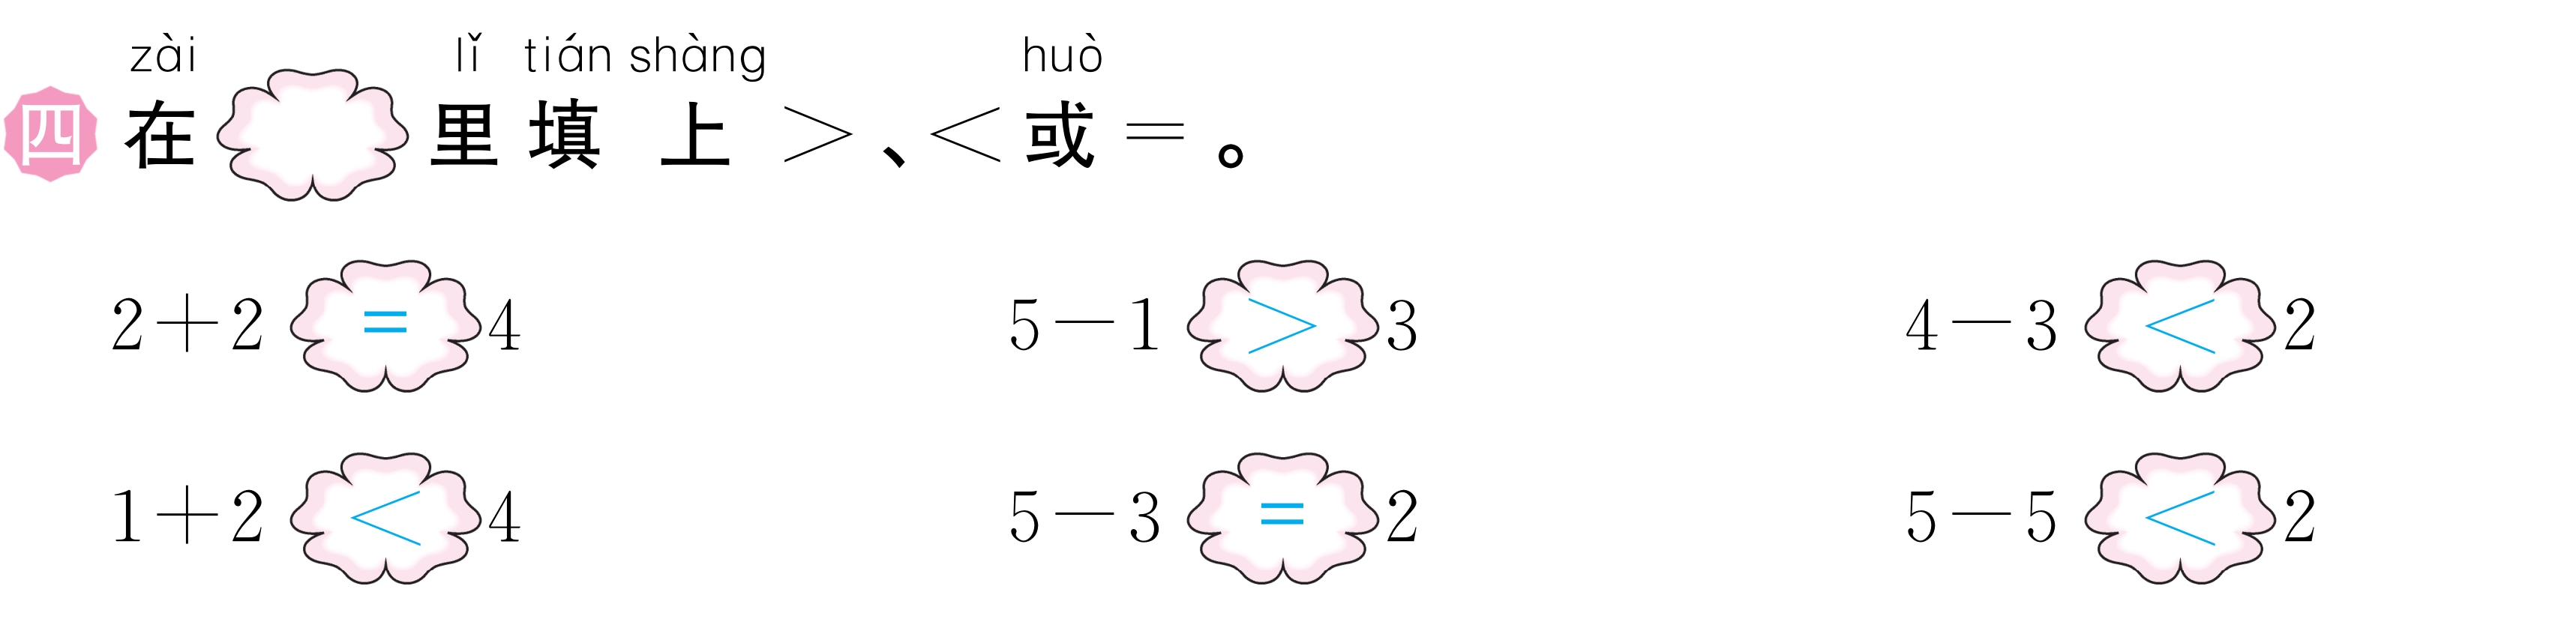 zài lǐ tián shàng huò
四 在 里 填 上 >、< 或 = 。
2+2 = 4 5-1 > 3 4-3 < 2
1+2 < 4 5-3 = 2 5-5 < 2